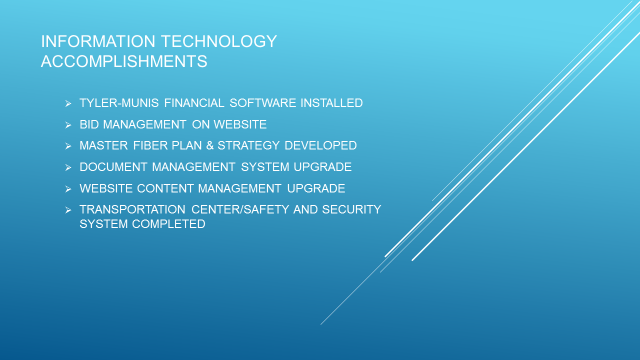 INFORMATION TECHNOLOGY
ACCOMPLISHMENTS
TYLER-MUNIS FINANCIAL SOFTWARE INSTALLED
BID MANAGEMENT ON WEBSITE
MASTER FIBER PLAN & STRATEGY DEVELOPED
DOCUMENT MANAGEMENT SYSTEM UPGRADE
WEBSITE CONTENT MANAGEMENT UPGRADE
TRANSPORTATION CENTER/SAFETY AND SECURITY
SYSTEM COMPLETED